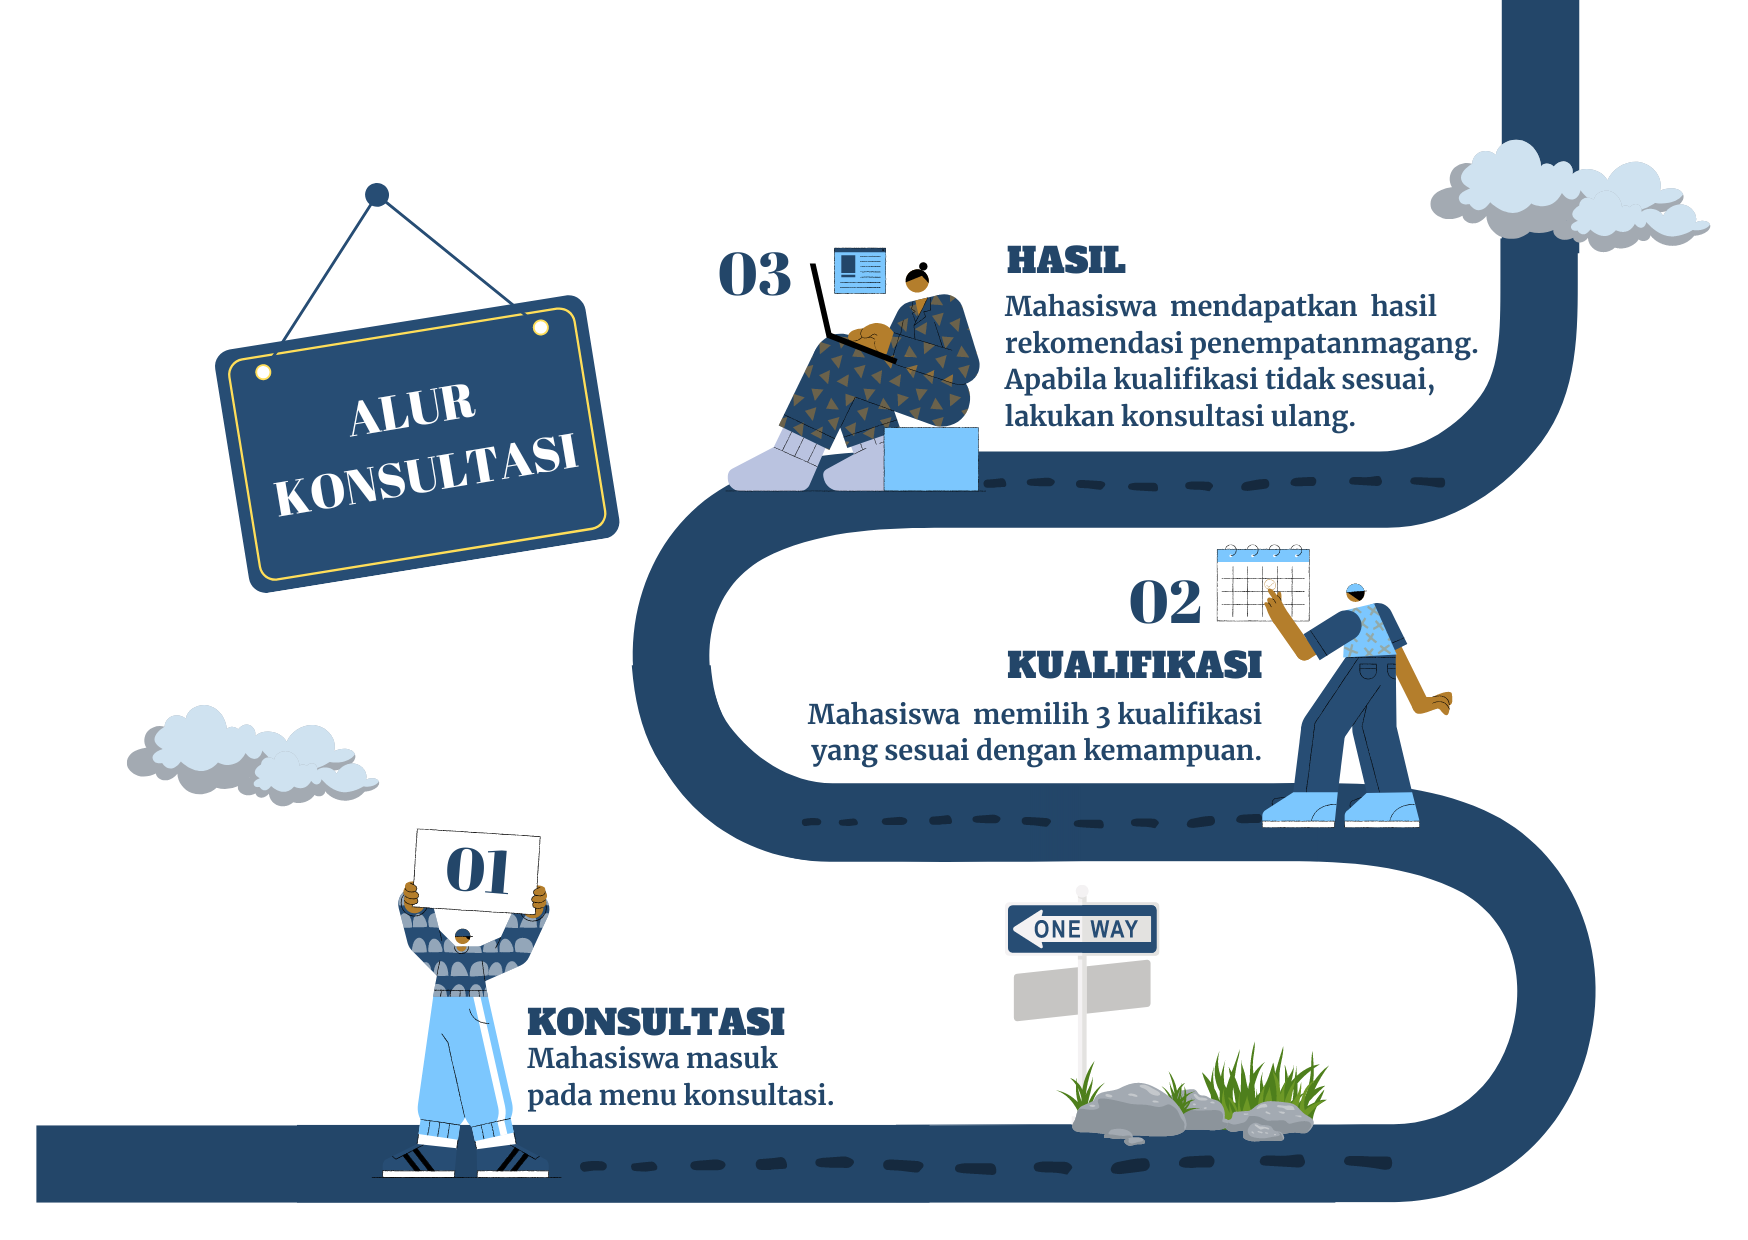 ALUR
KONSULTASI
03
HASIL
Mahasiswa mendapatkan hasil
rekomendasi penempatanmagang.
Apabila kualifikasi tidak sesuai,
lakukan konsultasi ulang.
02
KUALIFIKASI
Mahasiswa memilih 3 kualifikasi
yang sesuai dengan kemampuan.
01
KONSULTASI
Mahasiswa masuk
pada menu konsultasi.
ONE WAY